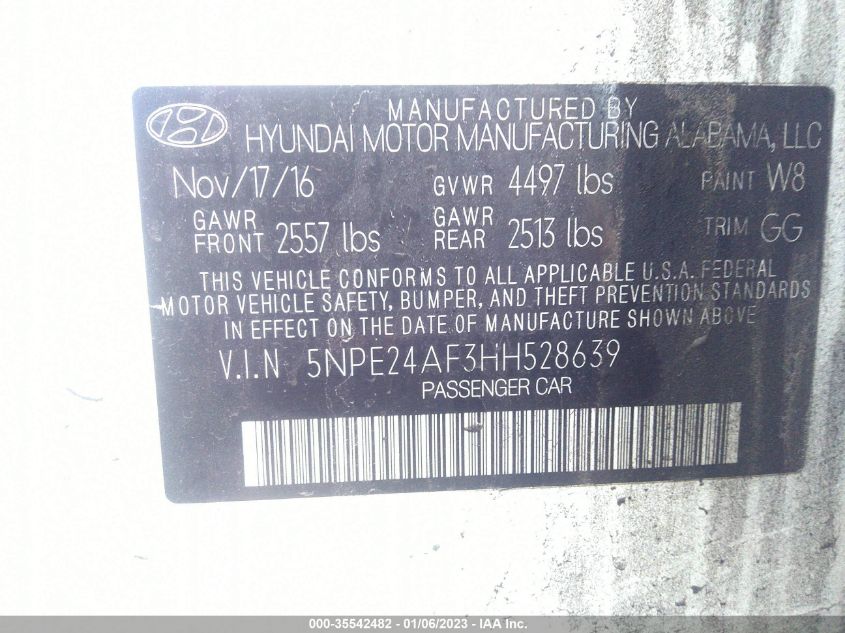 MANUFACTURED BY
HYUNDAI MOTOR MANUFACTURING ALABAMA, LLC
Nov/17/16 GVWR 4497 lbs PAINT W8
GAWR FRONT 2557 lbs GAWR REAR 2513 lbs TRIM GG
THIS VEHICLE CONFORMS TO ALL APPLICABLE U.S.A. FEDERAL
MOTOR VEHICLE SAFETY, BUMPER, AND THEFT PREVENTION STANDARDS
IN EFFECT ON THE DATE OF MANUFACTURE SHOWN ABOVE
V.I.N 5NPE24AF3HH528639
PASSENGER CAR
000-35542482 - 01/06/2023 - IAA Inc.